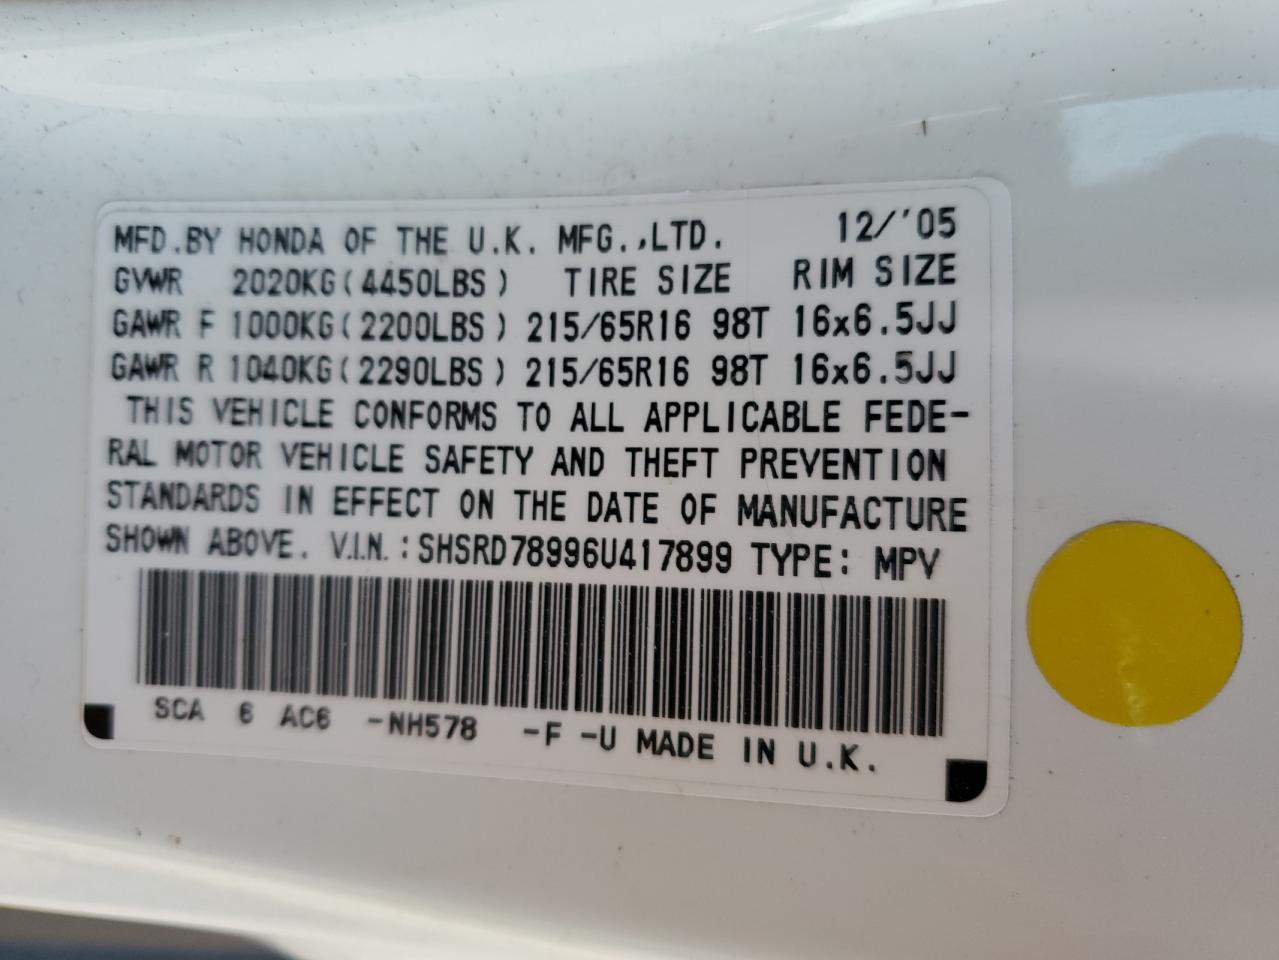 MFD.BY HONDA OF THE U.K. MFG.,LTD. 12/'05
GVWR 2020KG(4450LBS) TIRE SIZE RIM SIZE
GAWR F 1000KG(2200LBS) 215/65R16 98T 16x6.5JJ
GAWR R 1040KG(2290LBS) 215/65R16 98T 16x6.5JJ
THIS VEHICLE CONFORMS TO ALL APPLICABLE FEDE-
RAL MOTOR VEHICLE SAFETY AND THEFT PREVENTION
STANDARDS IN EFFECT ON THE DATE OF MANUFACTURE
SHOWN ABOVE. V.I.N.:SHSRD78996U417899 TYPE: MPV
SCA 6 AC6 -NH578 -F -U MADE IN U.K.